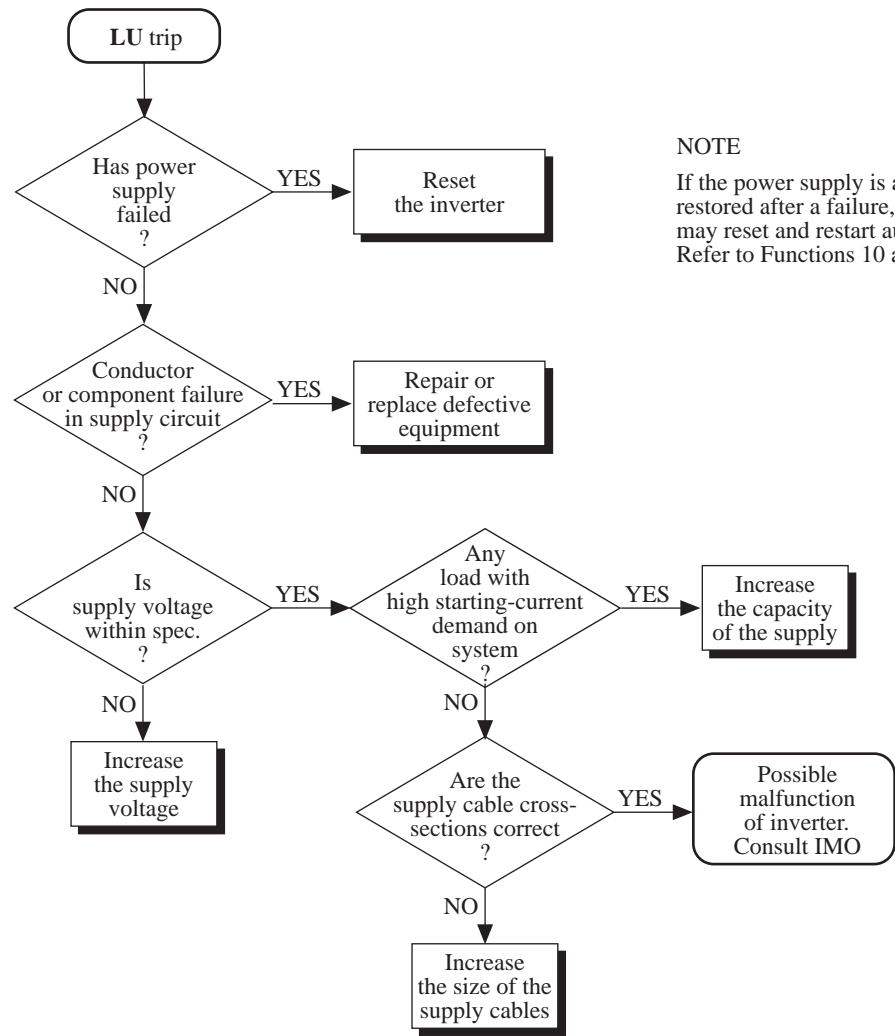 LU trip
Has power
supply
failed
?
YES
Reset
the inverter
NOTE
If the power supply is a
restored after a failure,
may reset and restart au
Refer to Functions 10 a
NO
Conductor
or component failure
in supply circuit
?
YES
Repair or
replace defective
equipment
NO
Is
supply voltage
within spec.
?
YES
Any
load with
high starting-current
demand on
system
?
YES
Increase
the capacity
of the supply
NO
Increase
the supply
voltage
NO
Are the
supply cable cross-
sections correct
?
YES
Possible
malfunction
of inverter.
Consult IMO
NO
Increase
the size of the
supply cables